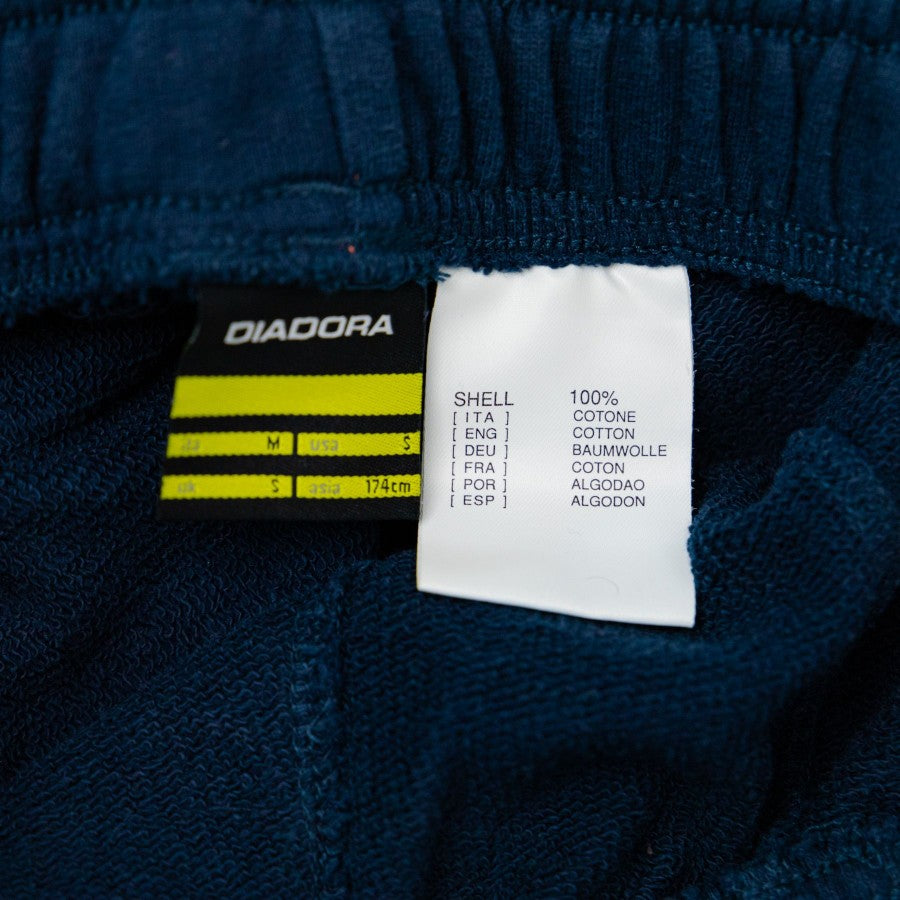 DIADORA
ita M usa S
uk S asia 174cm
SHELL 100%
[ ITA ] COTONE
[ ENG ] COTTON
[ DEU ] BAUMWOLLE
[ FRA ] COTON
[ POR ] ALGODAO
[ ESP ] ALGODON